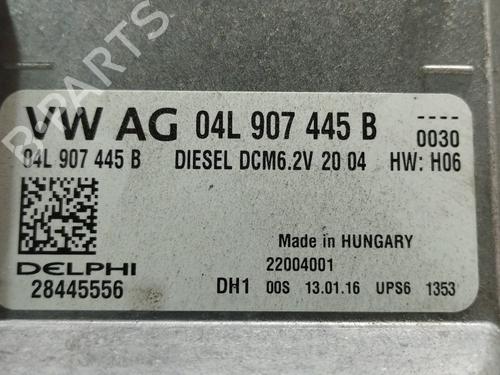 VW AG 04L 907 445 B
----
0030
04L 907 445 B DIESEL DCM6.2V 20 04 HW: H06
Made in HUNGARY
DELPHI 22004001
28445556 DH1 00S 13.01.16 UPS6 1353
B-PARTS